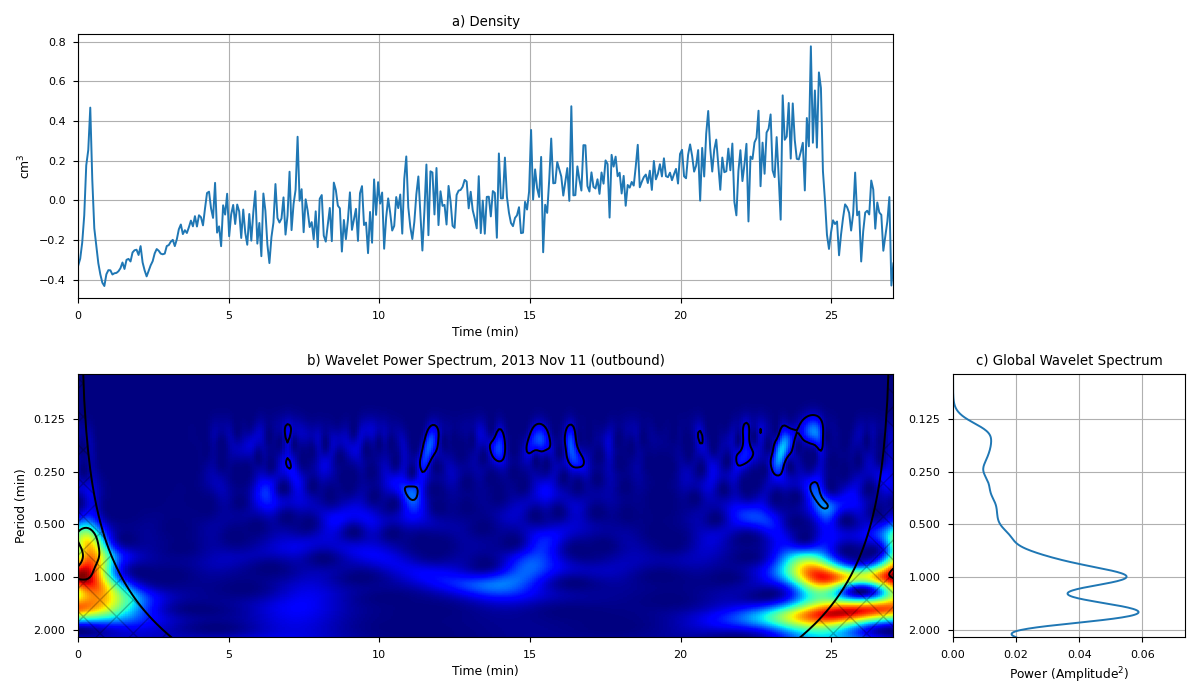 a) Density
cm³
0.8
0.6
0.4
0.2
0.0
−0.2
−0.4
0 5 10 15 20 25
Time (min)
b) Wavelet Power Spectrum, 2013 Nov 11 (outbound)
Period (min)
0.125
0.250
0.500
1.000
2.000
0 5 10 15 20 25
Time (min)
c) Global Wavelet Spectrum
0.125
0.250
0.500
1.000
2.000
0.00 0.02 0.04 0.06
Power (Amplitude²)